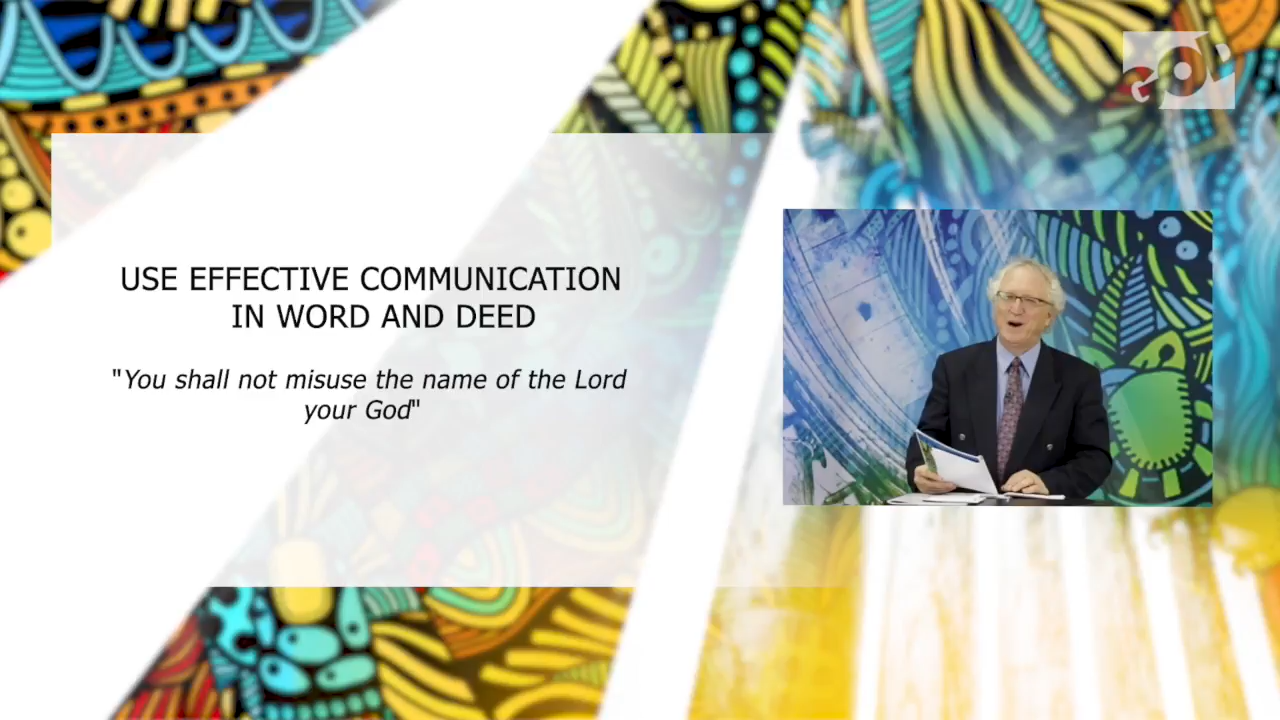 USE EFFECTIVE COMMUNICATION
IN WORD AND DEED
"You shall not misuse the name of the Lord
your God"